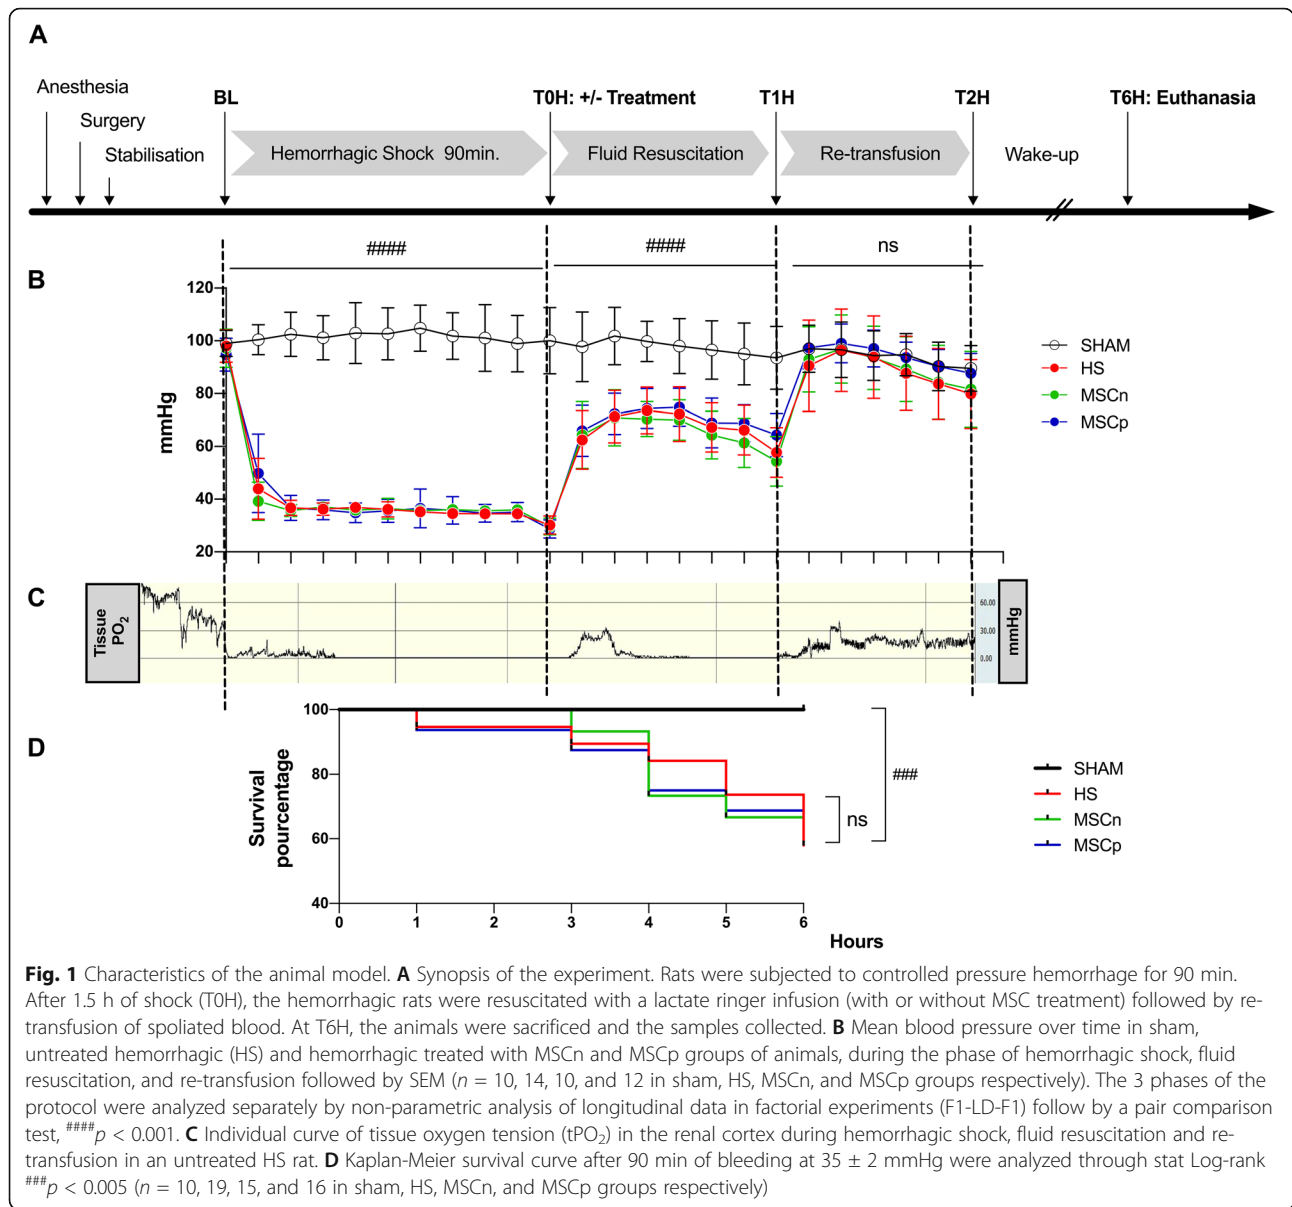 A
Anesthesia
Surgery
Stabilisation
BL
T0H: +/- Treatment
T1H
T2H
T6H: Euthanasia
Hemorrhagic Shock 90min.
Fluid Resuscitation
Re-transfusion
Wake-up
B
####
####
ns
mmHg
120
100
80
60
40
20
SHAM
HS
MSCn
MSCp
C
Tissue
PO2
60.00
30.00
0.00
mmHg
D
Survival
pourcentage
100
80
60
40
0 1 2 3 4 5 6
Hours
ns
###
SHAM
HS
MSCn
MSCp
Fig. 1 Characteristics of the animal model. A Synopsis of the experiment. Rats were subjected to controlled pressure hemorrhage for 90 min.
After 1.5 h of shock (T0H), the hemorrhagic rats were resuscitated with a lactate ringer infusion (with or without MSC treatment) followed by re-
transfusion of spoliated blood. At T6H, the animals were sacrificed and the samples collected. B Mean blood pressure over time in sham,
untreated hemorrhagic (HS) and hemorrhagic treated with MSCn and MSCp groups of animals, during the phase of hemorrhagic shock, fluid
resuscitation, and re-transfusion followed by SEM (n = 10, 14, 10, and 12 in sham, HS, MSCn, and MSCp groups respectively). The 3 phases of the
protocol were analyzed separately by non-parametric analysis of longitudinal data in factorial experiments (F1-LD-F1) follow by a pair comparison
test, ####p < 0.001. C Individual curve of tissue oxygen tension (tPO2) in the renal cortex during hemorrhagic shock, fluid resuscitation and re-
transfusion in an untreated HS rat. D Kaplan-Meier survival curve after 90 min of bleeding at 35 ± 2 mmHg were analyzed through stat Log-rank
###p < 0.005 (n = 10, 19, 15, and 16 in sham, HS, MSCn, and MSCp groups respectively)